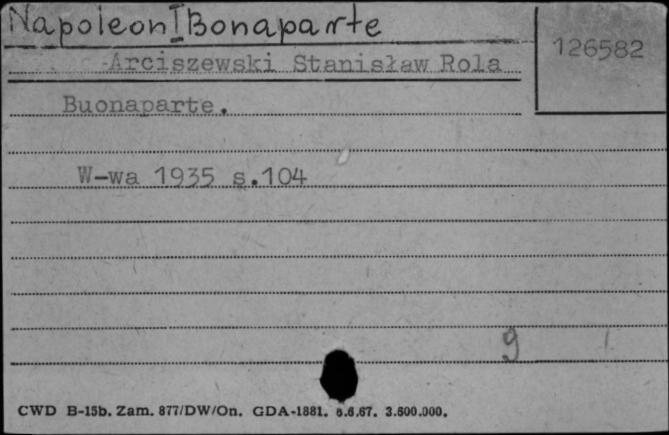 Napoleon I Bonaparte
126582
Arciszewski Stanisław Rola
Buonaparte.
W-wa 1935 s.104
9
CWD B-15b. Zam. 877/DW/On. GDA-1881. 6.6.67. 3.600.000.